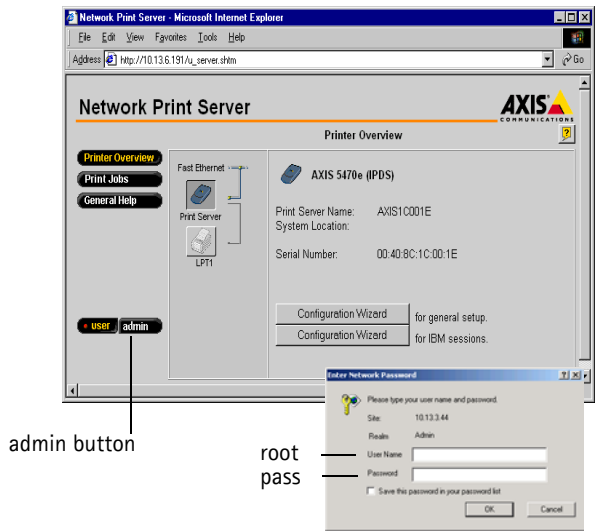 Network Print Server - Microsoft Internet Explorer
File Edit View Favorites Tools Help
Address http://10.13.6.191/u_server.shtm Go
Network Print Server
AXIS
COMMUNICATIONS
Printer Overview
?
Printer Overview
Print Jobs
General Help
Fast Ethernet
Print Server
LPT1
AXIS 5470e (IPDS)
Print Server Name: AXIS1C001E
System Location:
Serial Number: 00:40:8C:1C:00:1E
Configuration Wizard for general setup.
Configuration Wizard for IBM sessions.
user admin
Enter Network Password
Please type your user name and password.
Site: 10.13.3.44
Realm Admin
User Name
Password
Save this password in your password list
OK Cancel
admin button
root
pass